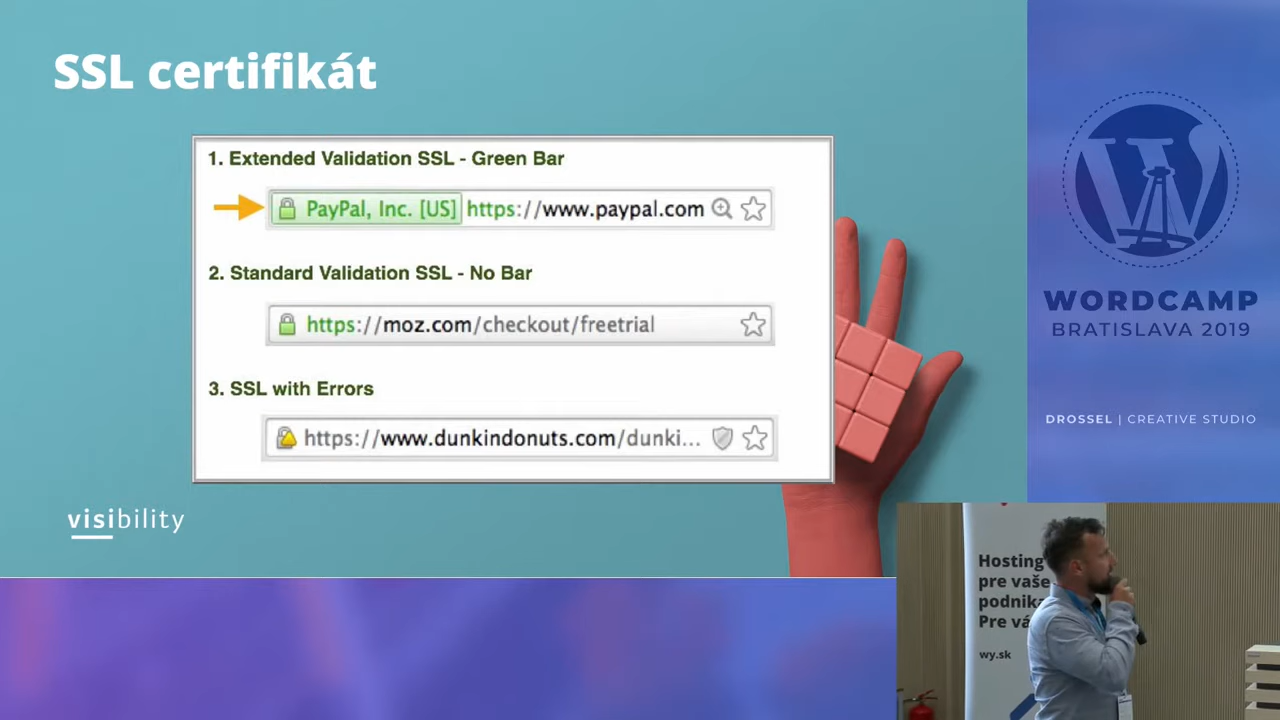 SSL certifikát
1. Extended Validation SSL - Green Bar
PayPal, Inc. [US] https://www.paypal.com
2. Standard Validation SSL - No Bar
https://moz.com/checkout/freetrial
3. SSL with Errors
https://www.dunkindonuts.com/dunki...
visibility
WORDCAMP
BRATISLAVA 2019
DROSSEL | CREATIVE STUDIO
Hosting
pre vaše
podnika
Pre vá
wy.sk